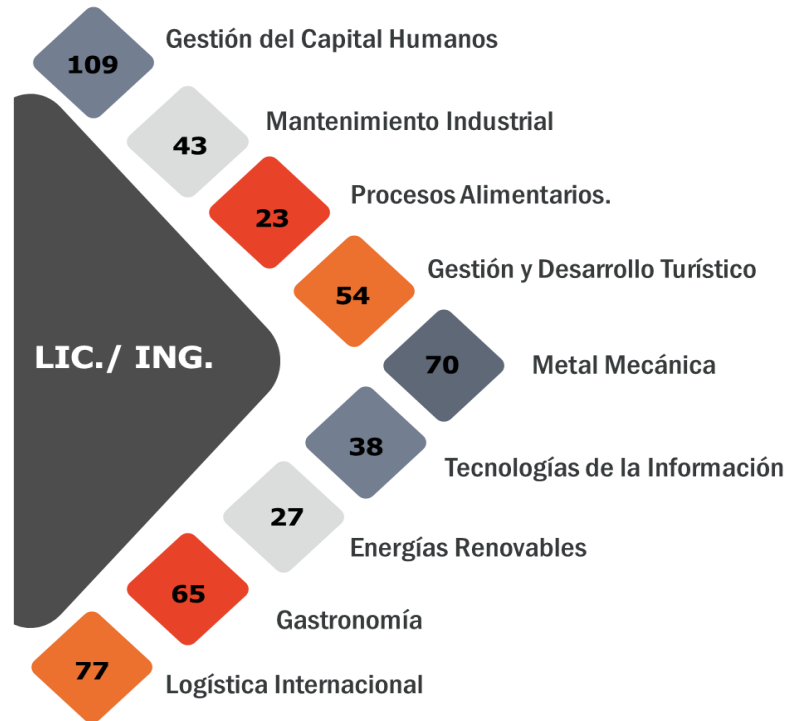 109 Gestión del Capital Humanos
43 Mantenimiento Industrial
23 Procesos Alimentarios.
54 Gestión y Desarrollo Turístico
LIC./ ING.
70 Metal Mecánica
38 Tecnologías de la Información
27 Energías Renovables
65 Gastronomía
77 Logística Internacional